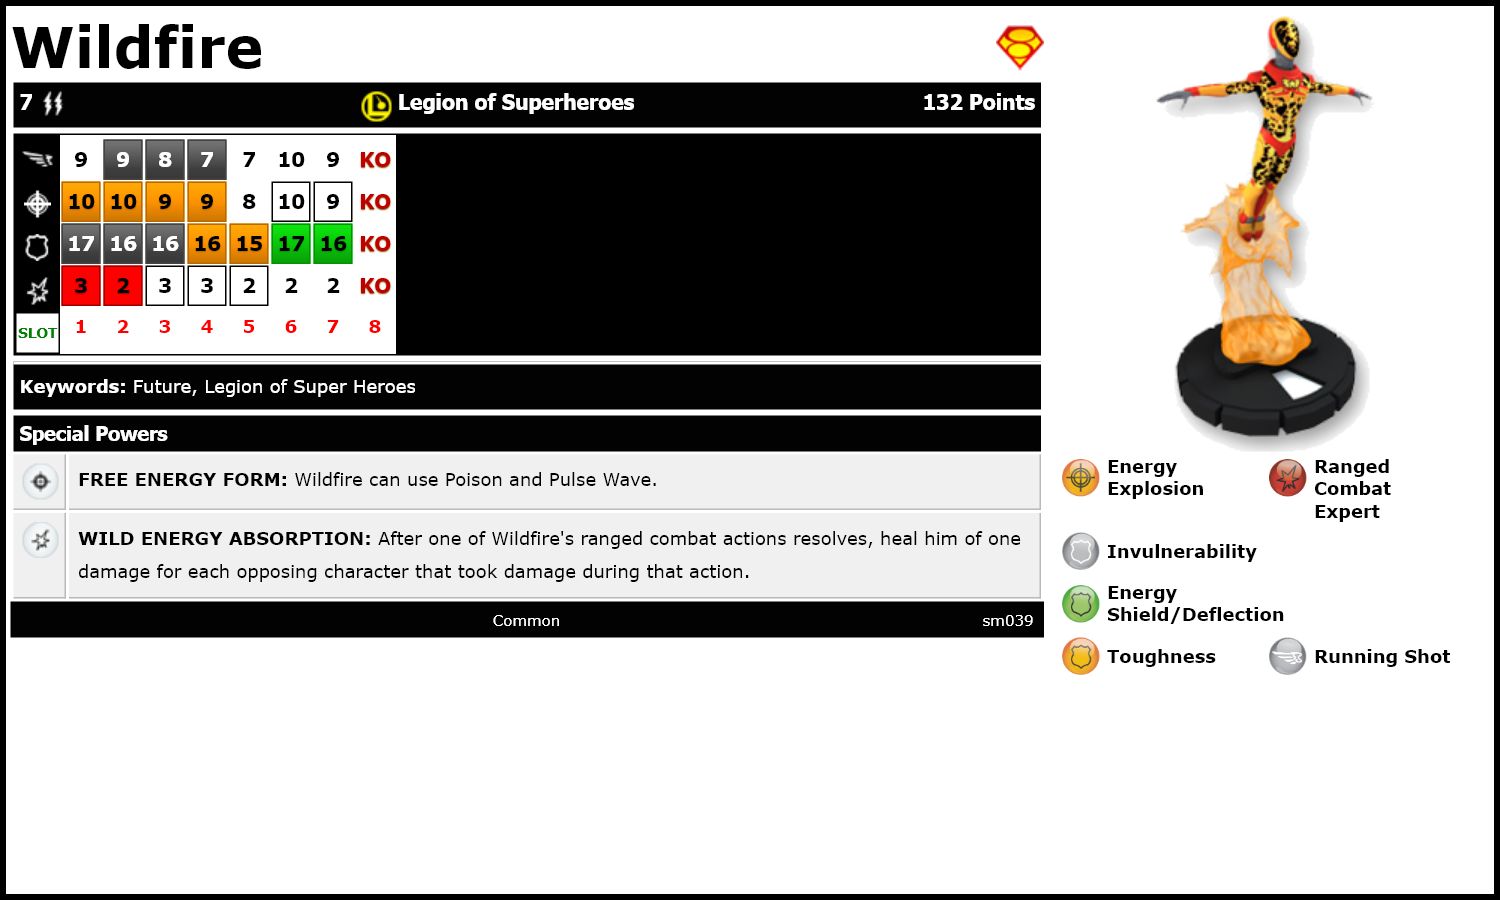 Wildfire
7 Legion of Superheroes 132 Points
9 9 8 7 7 10 9 KO
10 10 9 9 8 10 9 KO
17 16 16 16 15 17 16 KO
3 2 3 3 2 2 2 KO
SLOT 1 2 3 4 5 6 7 8
Keywords: Future, Legion of Super Heroes
Special Powers
FREE ENERGY FORM: Wildfire can use Poison and Pulse Wave.
WILD ENERGY ABSORPTION: After one of Wildfire's ranged combat actions resolves, heal him of one
damage for each opposing character that took damage during that action.
Common sm039
Energy
Explosion
Ranged
Combat
Expert
Invulnerability
Energy
Shield/Deflection
Toughness
Running Shot